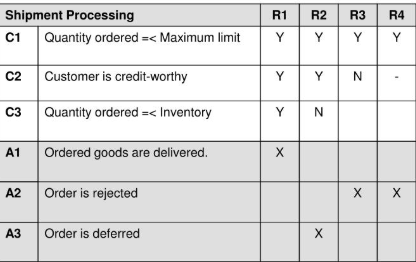 Shipment Processing R1 R2 R3 R4
C1 Quantity ordered =< Maximum limit Y Y Y Y
C2 Customer is credit-worthy Y Y N -
C3 Quantity ordered =< Inventory Y N
A1 Ordered goods are delivered. X
A2 Order is rejected X X
A3 Order is deferred X